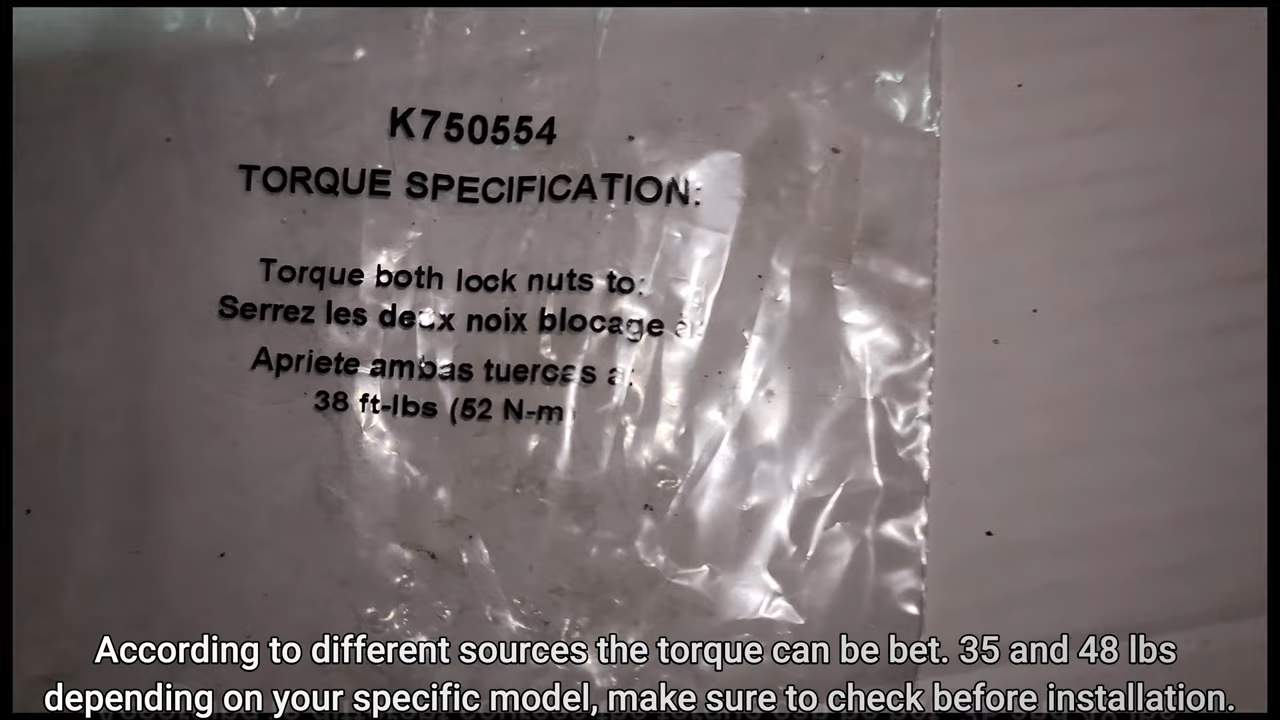 K750554
TORQUE SPECIFICATION:
Torque both lock nuts to:
Serrez les deux noix blocage à:
Apriete ambas tuercas a:
38 ft-lbs (52 N-m
According to different sources the torque can be bet. 35 and 48 lbs
depending on your specific model, make sure to check before installation.